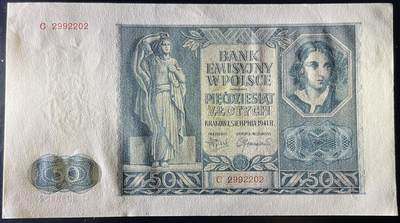 C 2992202
BANK
EMISYJNY
W POLSCE
PIĘĆDZIESIĄT
ZŁOTYCH
KRAKÓW, 1. SIERPNIA 1941 R.
C 2992202
50
50